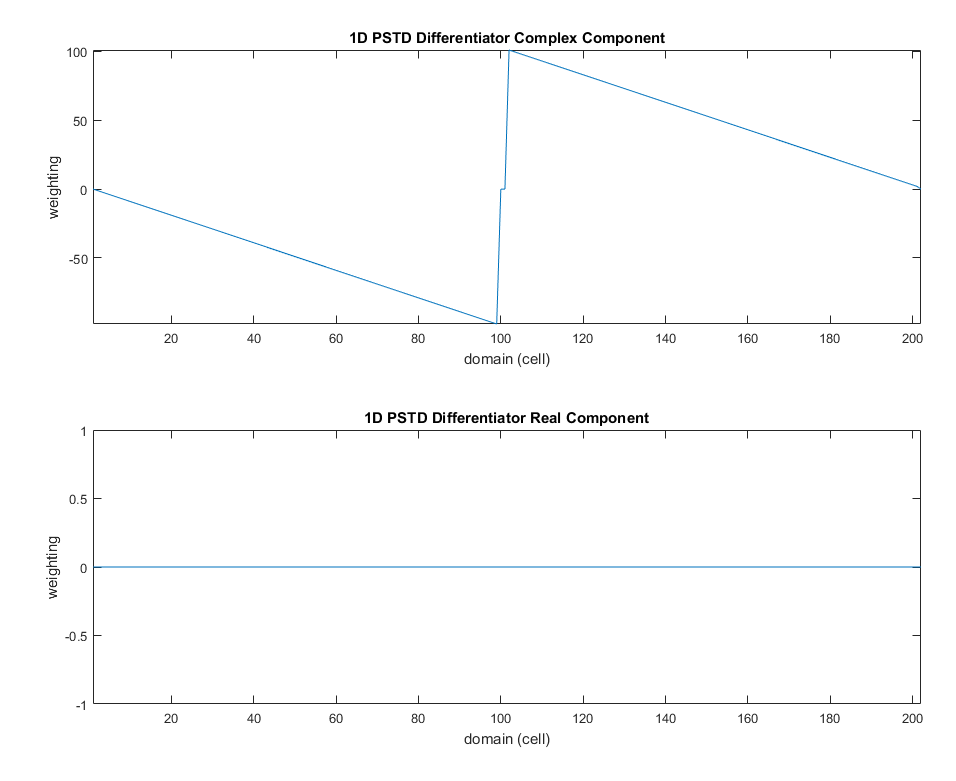 1D PSTD Differentiator Complex Component
100
50
0
-50
weighting
20 40 60 80 100 120 140 160 180 200
domain (cell)
1D PSTD Differentiator Real Component
1
0.5
0
-0.5
-1
weighting
20 40 60 80 100 120 140 160 180 200
domain (cell)